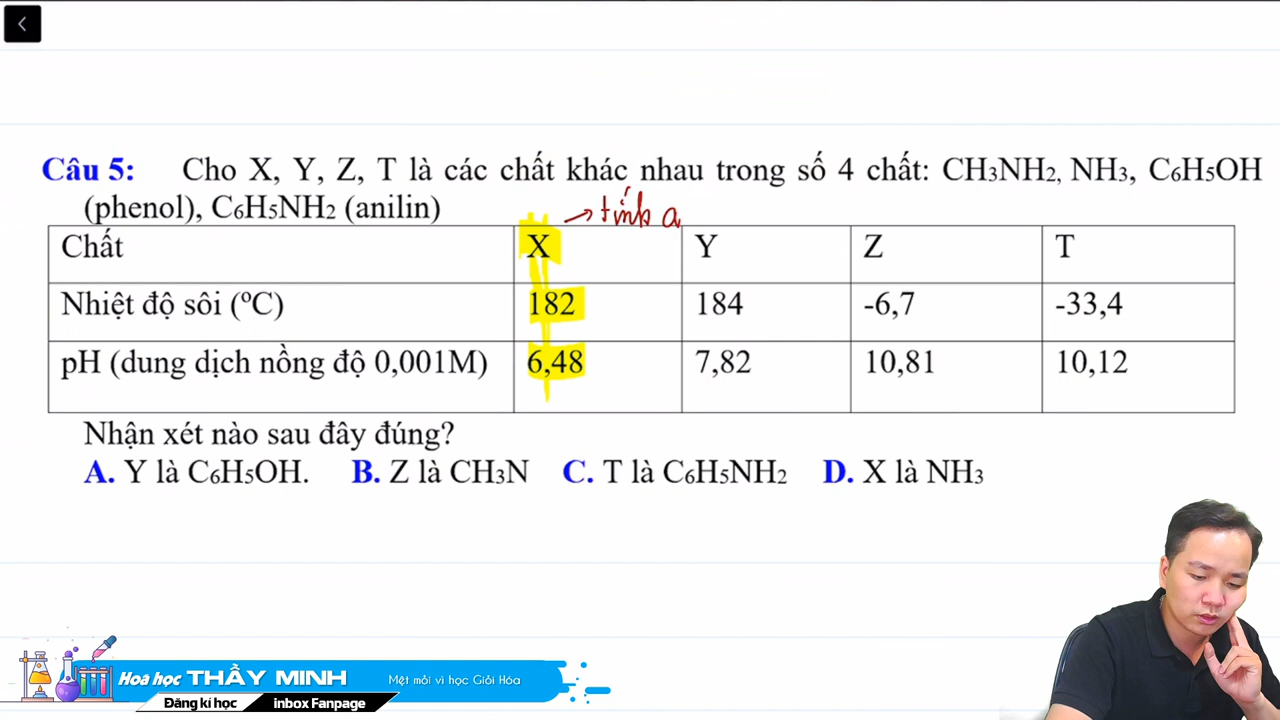 Câu 5: Cho X, Y, Z, T là các chất khác nhau trong số 4 chất: CH3NH2, NH3, C6H5OH
(phenol), C6H5NH2 (anilin)
→ tính a
Chất X Y Z T
Nhiệt độ sôi (ºC) 182 184 -6,7 -33,4
pH (dung dịch nồng độ 0,001M) 6,48 7,82 10,81 10,12
Nhận xét nào sau đây đúng?
A. Y là C6H5OH. B. Z là CH3N C. T là C6H5NH2 D. X là NH3
Hoá học THẦY MINH Mệt mỏi vì học Giỏi Hóa
Đăng kí học inbox Fanpage